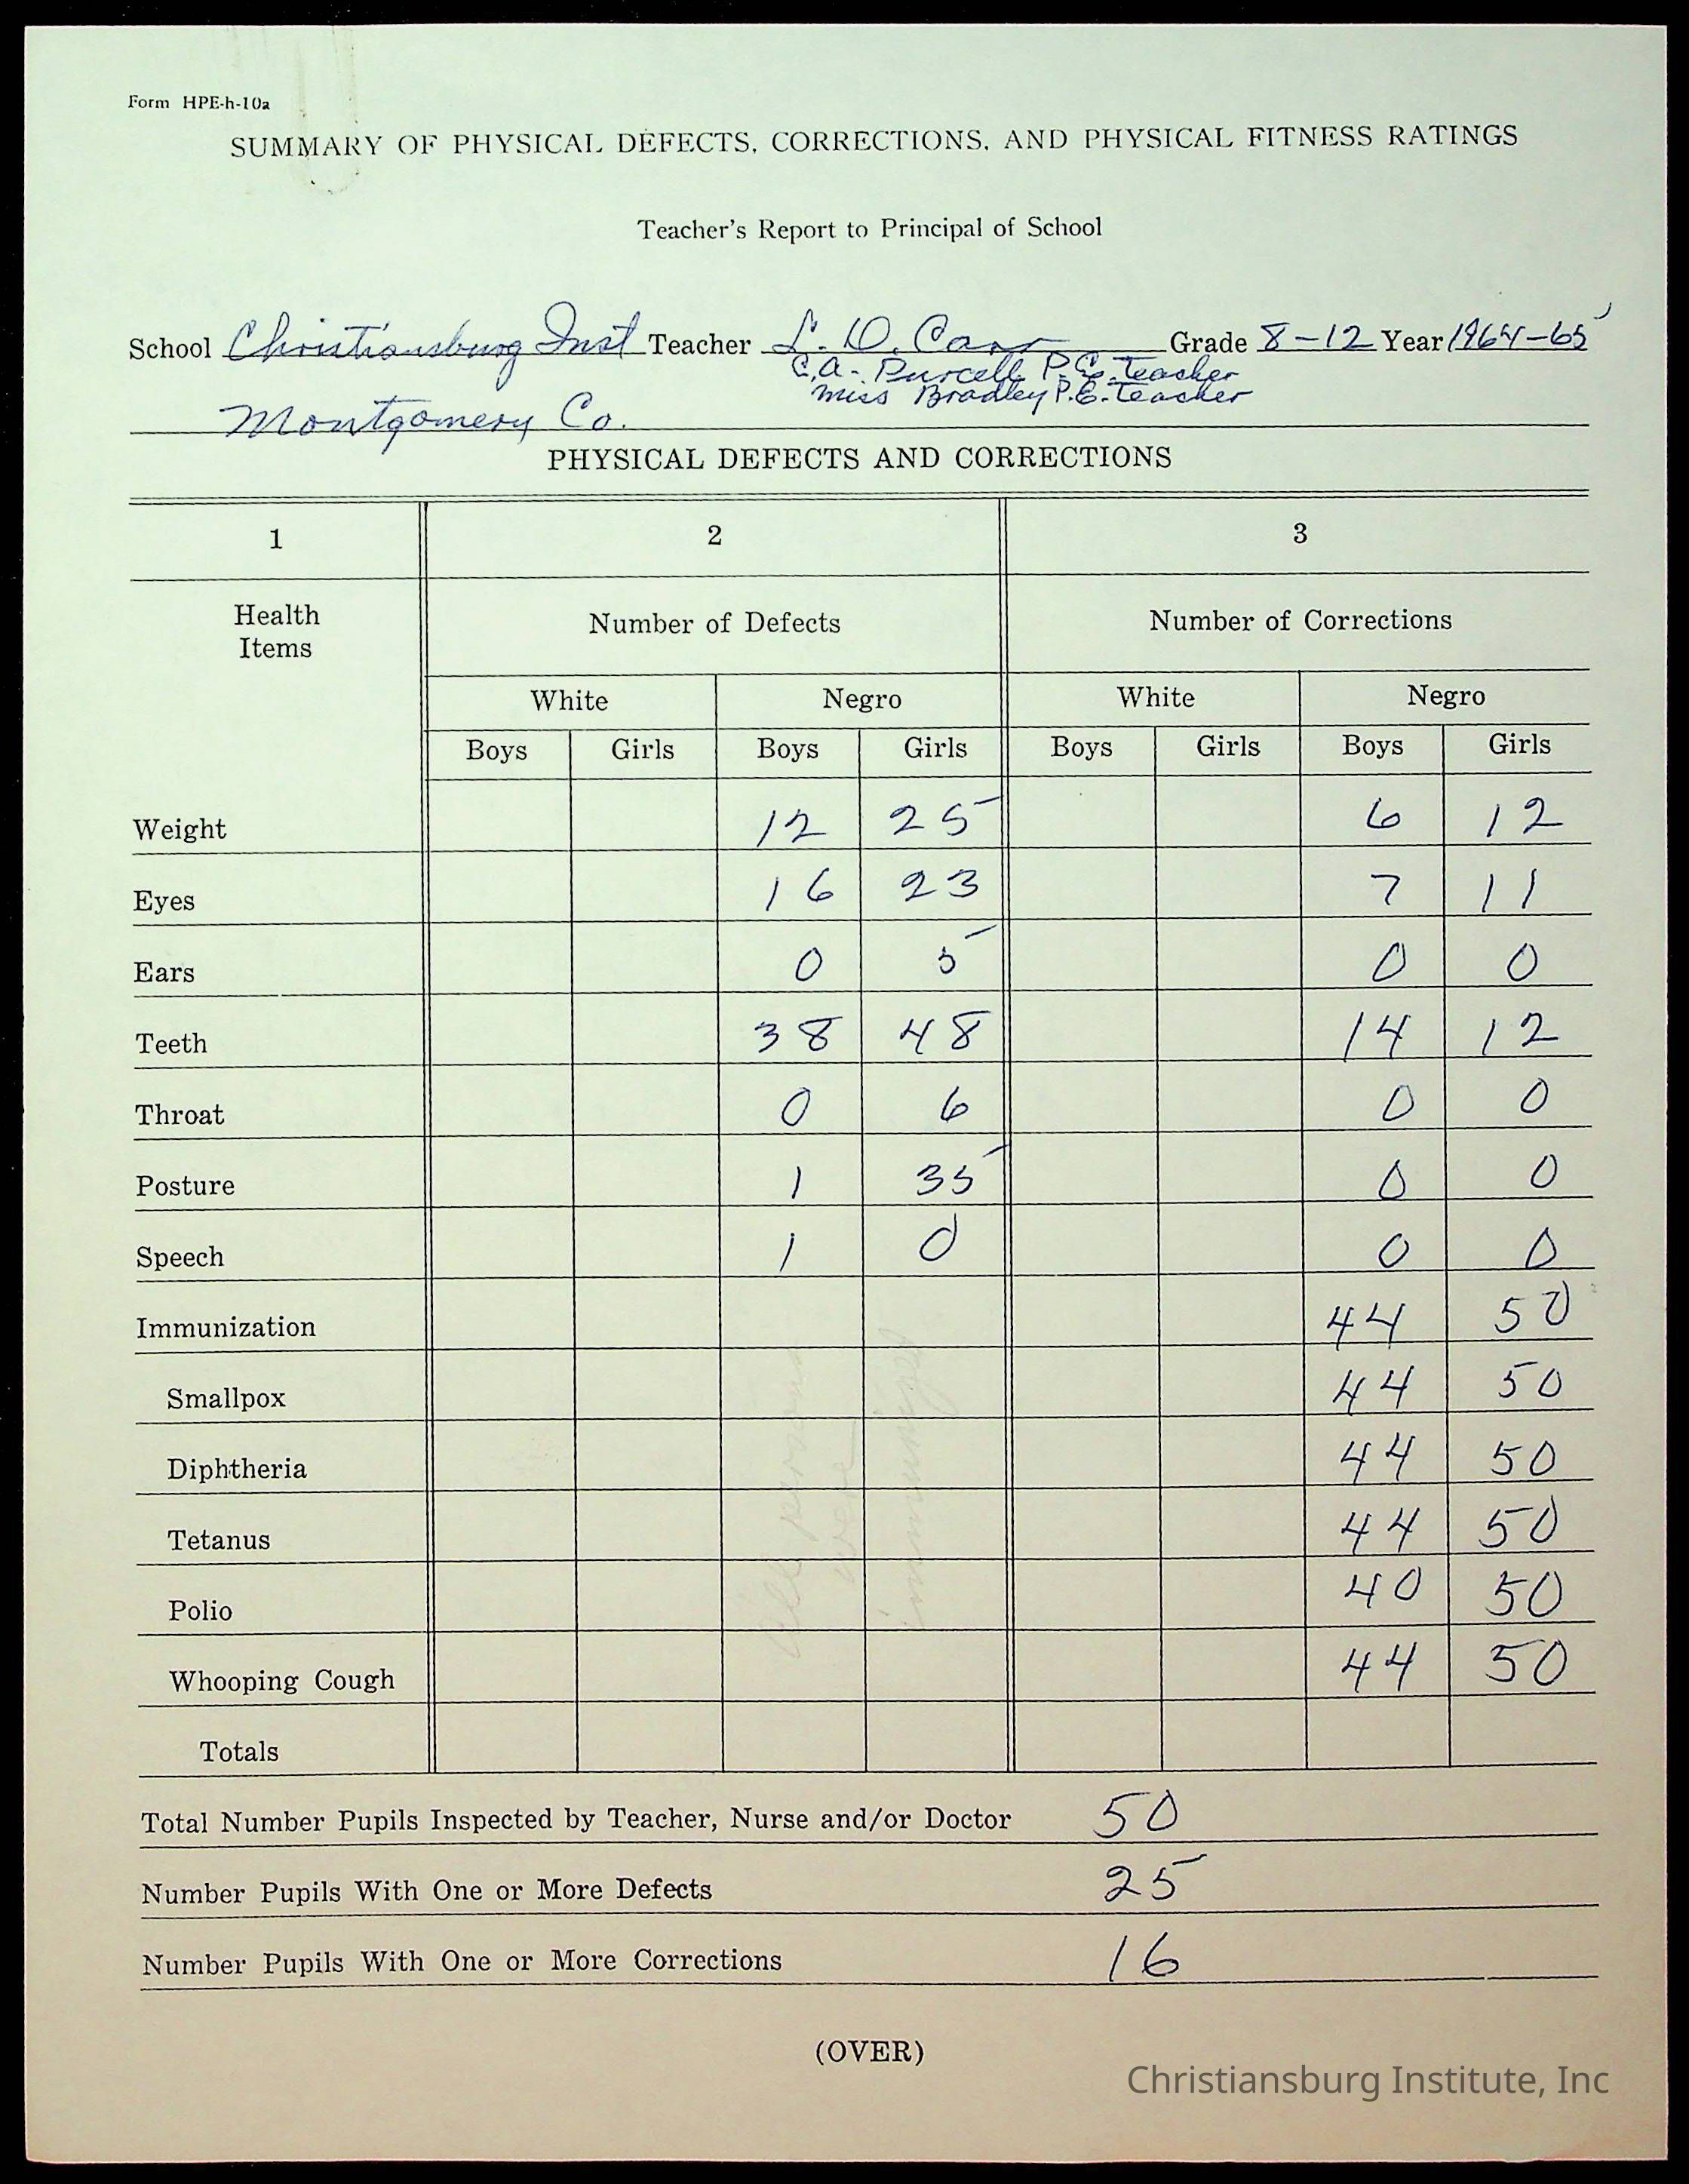 Form HPE-h-10a
SUMMARY OF PHYSICAL DEFECTS, CORRECTIONS, AND PHYSICAL FITNESS RATINGS
Teacher's Report to Principal of School
School Christiansburg Inst Teacher L. D. Carr Grade 8-12 Year 1964-65
C.A. Purcell P.E. Teacher
Miss Bradley P.E. Teacher
Montgomery Co.
PHYSICAL DEFECTS AND CORRECTIONS
1 2 3
Health Items Number of Defects Number of Corrections
White Negro White Negro
Boys Girls Boys Girls Boys Girls Boys Girls
Weight 12 25 6 12
Eyes 16 23 7 11
Ears 0 5 0 0
Teeth 38 48 14 12
Throat 0 6 0 0
Posture 1 35 0 0
Speech 1 0 0 0
Immunization 44 50
Smallpox 44 50
Diphtheria 44 50
Tetanus 44 50
Polio 40 50
Whooping Cough 44 50
Totals
All persons
were
immunized
Total Number Pupils Inspected by Teacher, Nurse and/or Doctor 50
Number Pupils With One or More Defects 25
Number Pupils With One or More Corrections 16
(OVER)
Christiansburg Institute, Inc